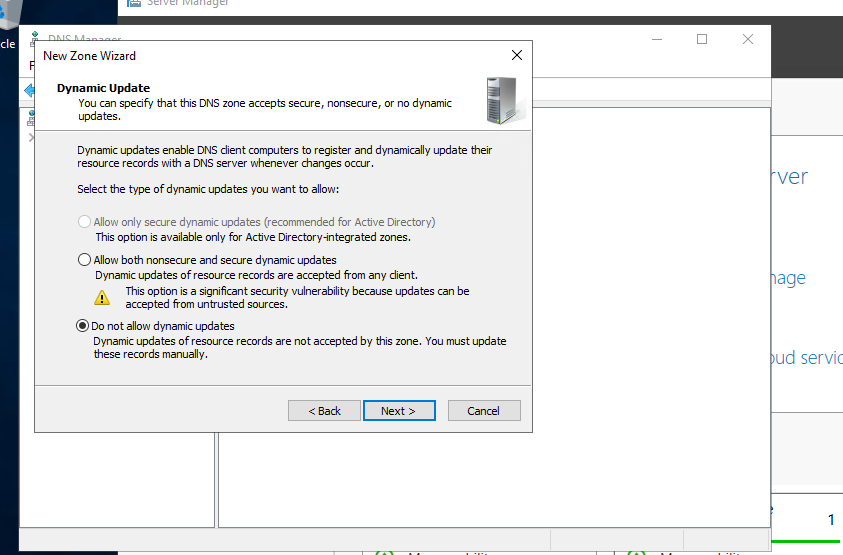 Server Manager
cle
DNS Manager
New Zone Wizard
F
Dynamic Update
You can specify that this DNS zone accepts secure, nonsecure, or no dynamic
updates.
Dynamic updates enable DNS client computers to register and dynamically update their
resource records with a DNS server whenever changes occur.
Select the type of dynamic updates you want to allow:
rver
Allow only secure dynamic updates (recommended for Active Directory)
This option is available only for Active Directory-integrated zones.
Allow both nonsecure and secure dynamic updates
Dynamic updates of resource records are accepted from any client.
nage
This option is a significant security vulnerability because updates can be
accepted from untrusted sources.
Do not allow dynamic updates
Dynamic updates of resource records are not accepted by this zone. You must update
these records manually.
oud servic
< Back
Next >
Cancel
1